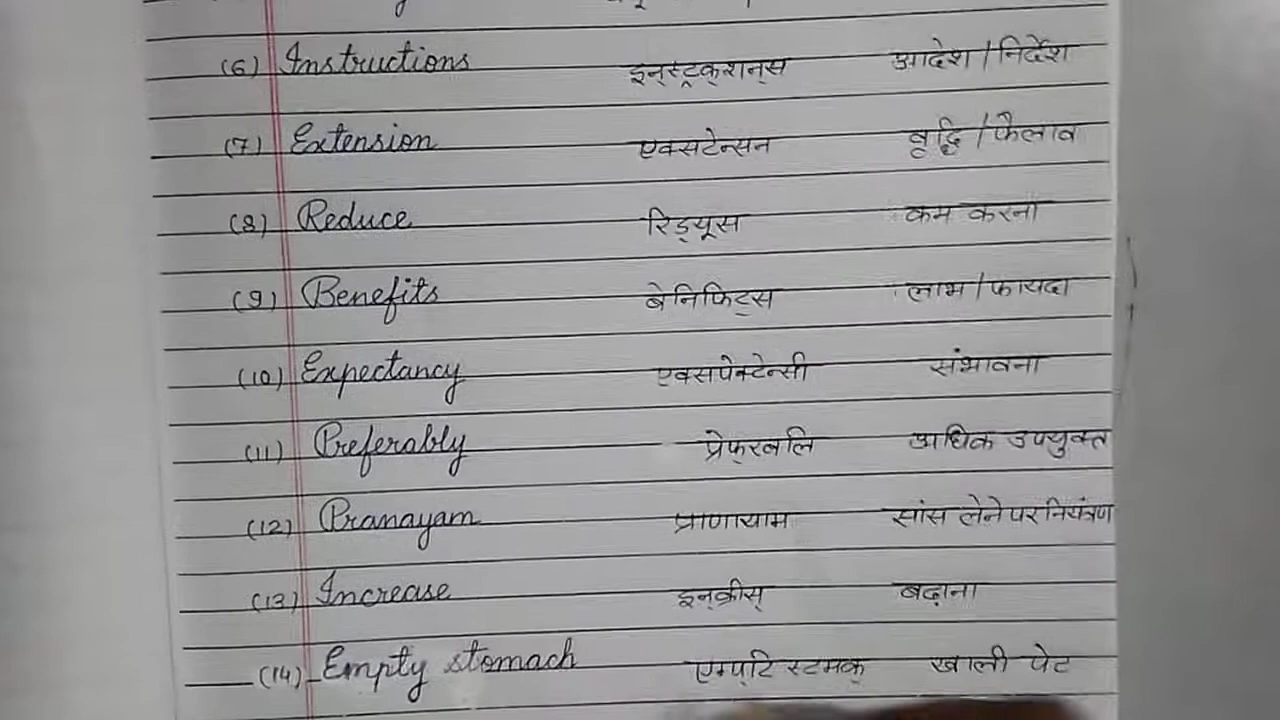 (6) Instructions इन्स्ट्रक्शन्स आदेश / निर्देश
(7) Extension एक्सटेन्सन वृद्धि / फैलाव
(8) Reduce रिड्यूस कम करना
(9) Benefits बेनिफिट्स लाभ / फायदा
(10) Expectancy एक्सपेक्टेन्सी संभावना
(11) Preferably प्रेफ्रबलि अधिक उपयुक्त
(12) Pranayam प्राणायाम सांस लेने पर नियंत्रण
(13) Increase इन्क्रीस् बढ़ाना
(14) Empty stomach एम्प्टि स्टमक् खाली पेट